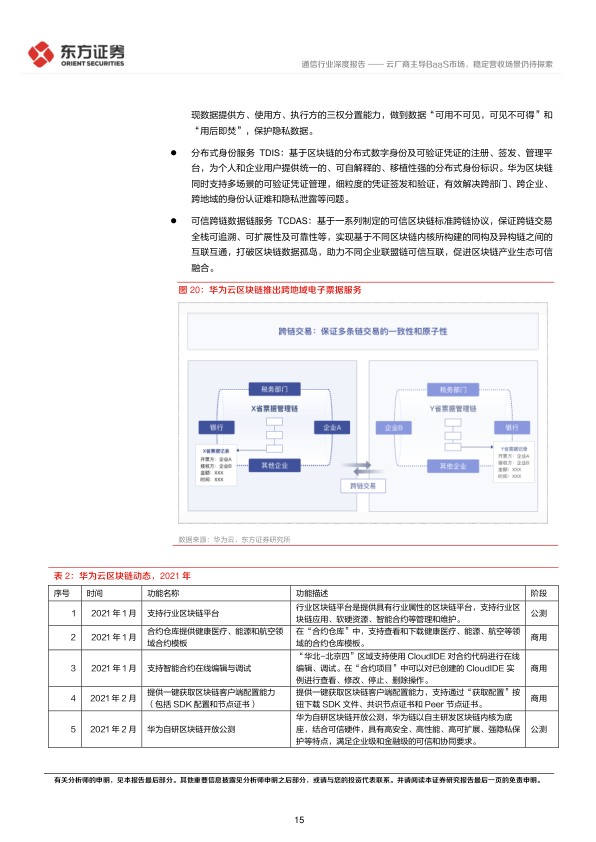 东方证券
ORIENT SECURITIES
通信行业深度报告 —— 云厂商主导BaaS市场，稳定营收场景仍待探索
现数据提供方、使用方、执行方的三权分置能力，做到数据“可用不可见，可见不可得”和
“用后即焚”，保护隐私数据。
● 分布式身份服务 TDIS：基于区块链的分布式数字身份及可验证凭证的注册、签发、管理平
台，为个人和企业用户提供统一的、可自解释的、移植性强的分布式身份标识。华为区块链
同时支持多场景的可验证凭证管理，细粒度的凭证签发和验证，有效解决跨部门、跨企业、
跨地域的身份认证难和隐私泄露等问题。
● 可信跨链数据链服务 TCDAS：基于一系列制定的可信区块链标准跨链协议，保证跨链交易
全栈可追溯、可扩展性及可靠性等，实现基于不同区块链内核所构建的同构及异构链之间的
互联互通，打破区块链数据孤岛，助力不同企业联盟链可信互联，促进区块链产业生态可信
融合。
图 20：华为云区块链推出跨地域电子票据服务
跨链交易：保证多条链交易的一致性和原子性
税务部门
X省票据管理链
银行
企业A
其他企业
X省票据记录
开票方：企业A
接收方：企业B
金额：XXX
时间：XXX
跨链交易
税务部门
Y省票据管理链
企业B
银行
其他企业
Y省票据记录
开票方：企业A
接收方：企业B
金额：XXX
时间：XXX
数据来源：华为云，东方证券研究所
表 2：华为云区块链动态，2021 年
序号 时间 功能名称 功能描述 阶段
1 2021 年 1 月 支持行业区块链平台 行业区块链平台是提供具有行业属性的区块链平台，支持行业区
块链应用、软硬资源、智能合约等管理和维护。 公测
2 2021 年 1 月 合约仓库提供健康医疗、能源和航空领
域合约模板 在“合约仓库”中，支持查看和下载健康医疗、能源、航空等领
域的合约仓库模板。 商用
3 2021 年 1 月 支持智能合约在线编辑与调试 “华北-北京四”区域支持使用 CloudIDE 对合约代码进行在线
编辑、调试。在“合约项目”中可以对已创建的 CloudIDE 实
例进行查看、修改、停止、删除操作。 商用
4 2021 年 2 月 提供一键获取区块链客户端配置能力
（包括 SDK 配置和节点证书） 提供一键获取区块链客户端配置能力，支持通过“获取配置”按
钮下载 SDK 文件、共识节点证书和 Peer 节点证书。 商用
5 2021 年 2 月 华为自研区块链开放公测 华为自研区块链开放公测，华为链以自主研发区块链内核为底
座，结合可信硬件，具有高安全、高性能、高可扩展、强隐私保
护等特点，满足企业级和金融级的可信和协同要求。 公测
有关分析师的申明，见本报告最后部分。其他重要信息披露见分析师申明之后部分，或请与您的投资代表联系。并请阅读本证券研究报告最后一页的免责申明。
15